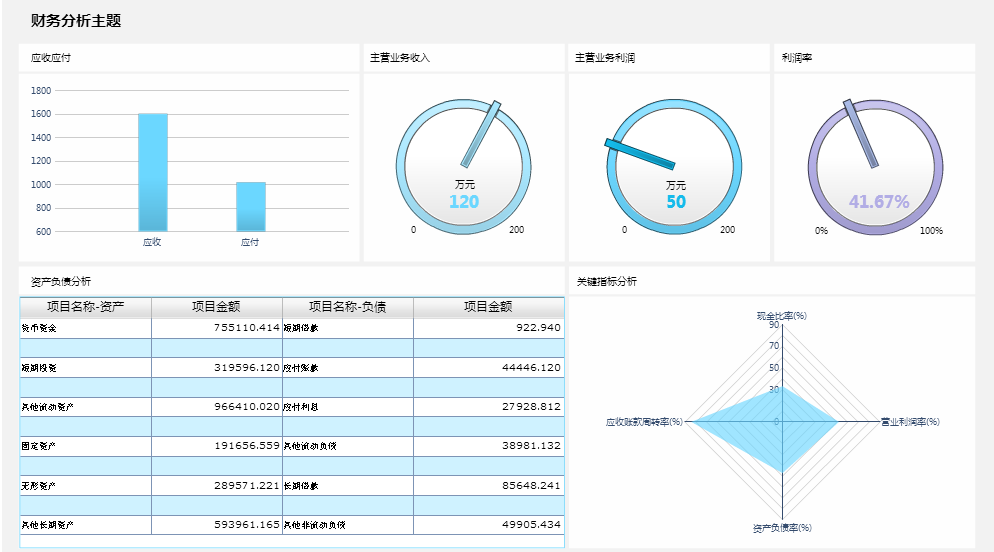 财务分析主题
应收应付
主营业务收入
主营业务利润
利润率
1800
1600
1400
1200
1000
800
600
应收
应付
万元
120
0
200
万元
50
0
200
41.67%
0%
100%
资产负债分析
项目名称-资产 项目金额 项目名称-负债 项目金额
货币资金 755110.414 短期借款 922.940
短期投资 319596.120 应付账款 44446.120
其他流动资产 966410.020 应付利息 27928.812
固定资产 191656.559 其他流动负债 38981.132
无形资产 289571.221 长期借款 85648.241
其他长期资产 593961.165 其他非流动负债 49905.434
关键指标分析
现金比率(%)
90
70
50
30
0
应收账款周转率(%)
营业利润率(%)
资产负债率(%)